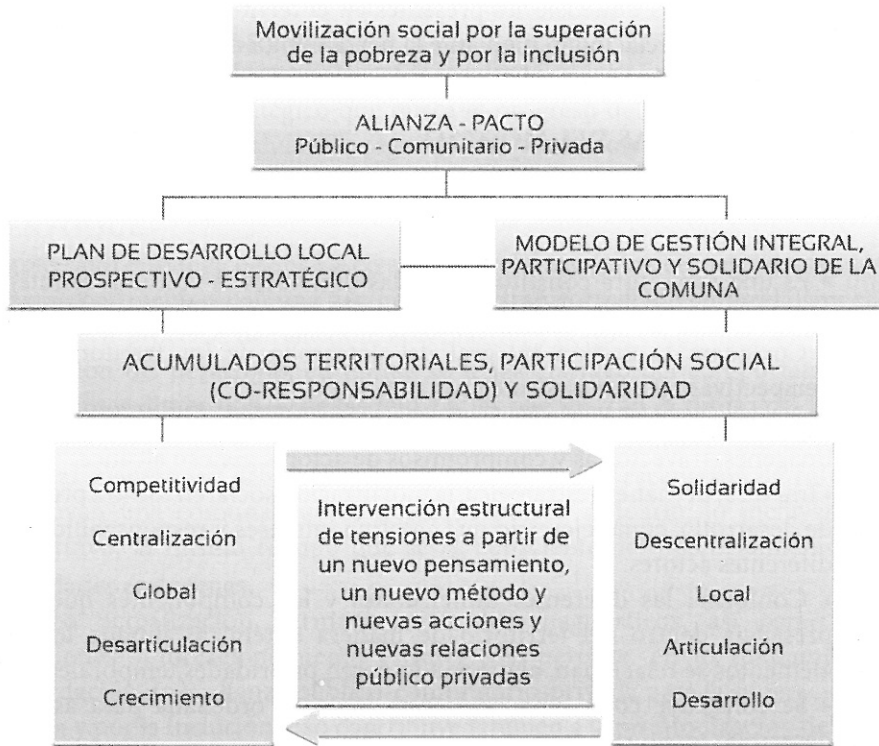 Movilización social por la superación
de la pobreza y por la inclusión
ALIANZA - PACTO
Público - Comunitario - Privada
PLAN DE DESARROLLO LOCAL
PROSPECTIVO - ESTRATÉGICO
MODELO DE GESTIÓN INTEGRAL,
PARTICIPATIVO Y SOLIDARIO DE LA
COMUNA
ACUMULADOS TERRITORIALES, PARTICIPACIÓN SOCIAL
(CO-RESPONSABILIDAD) Y SOLIDARIDAD
Competitividad
Centralización
Global
Desarticulación
Crecimiento
Intervención estructural
de tensiones a partir de
un nuevo pensamiento,
un nuevo método y
nuevas acciones y
nuevas relaciones
público privadas
Solidaridad
Descentralización
Local
Articulación
Desarrollo